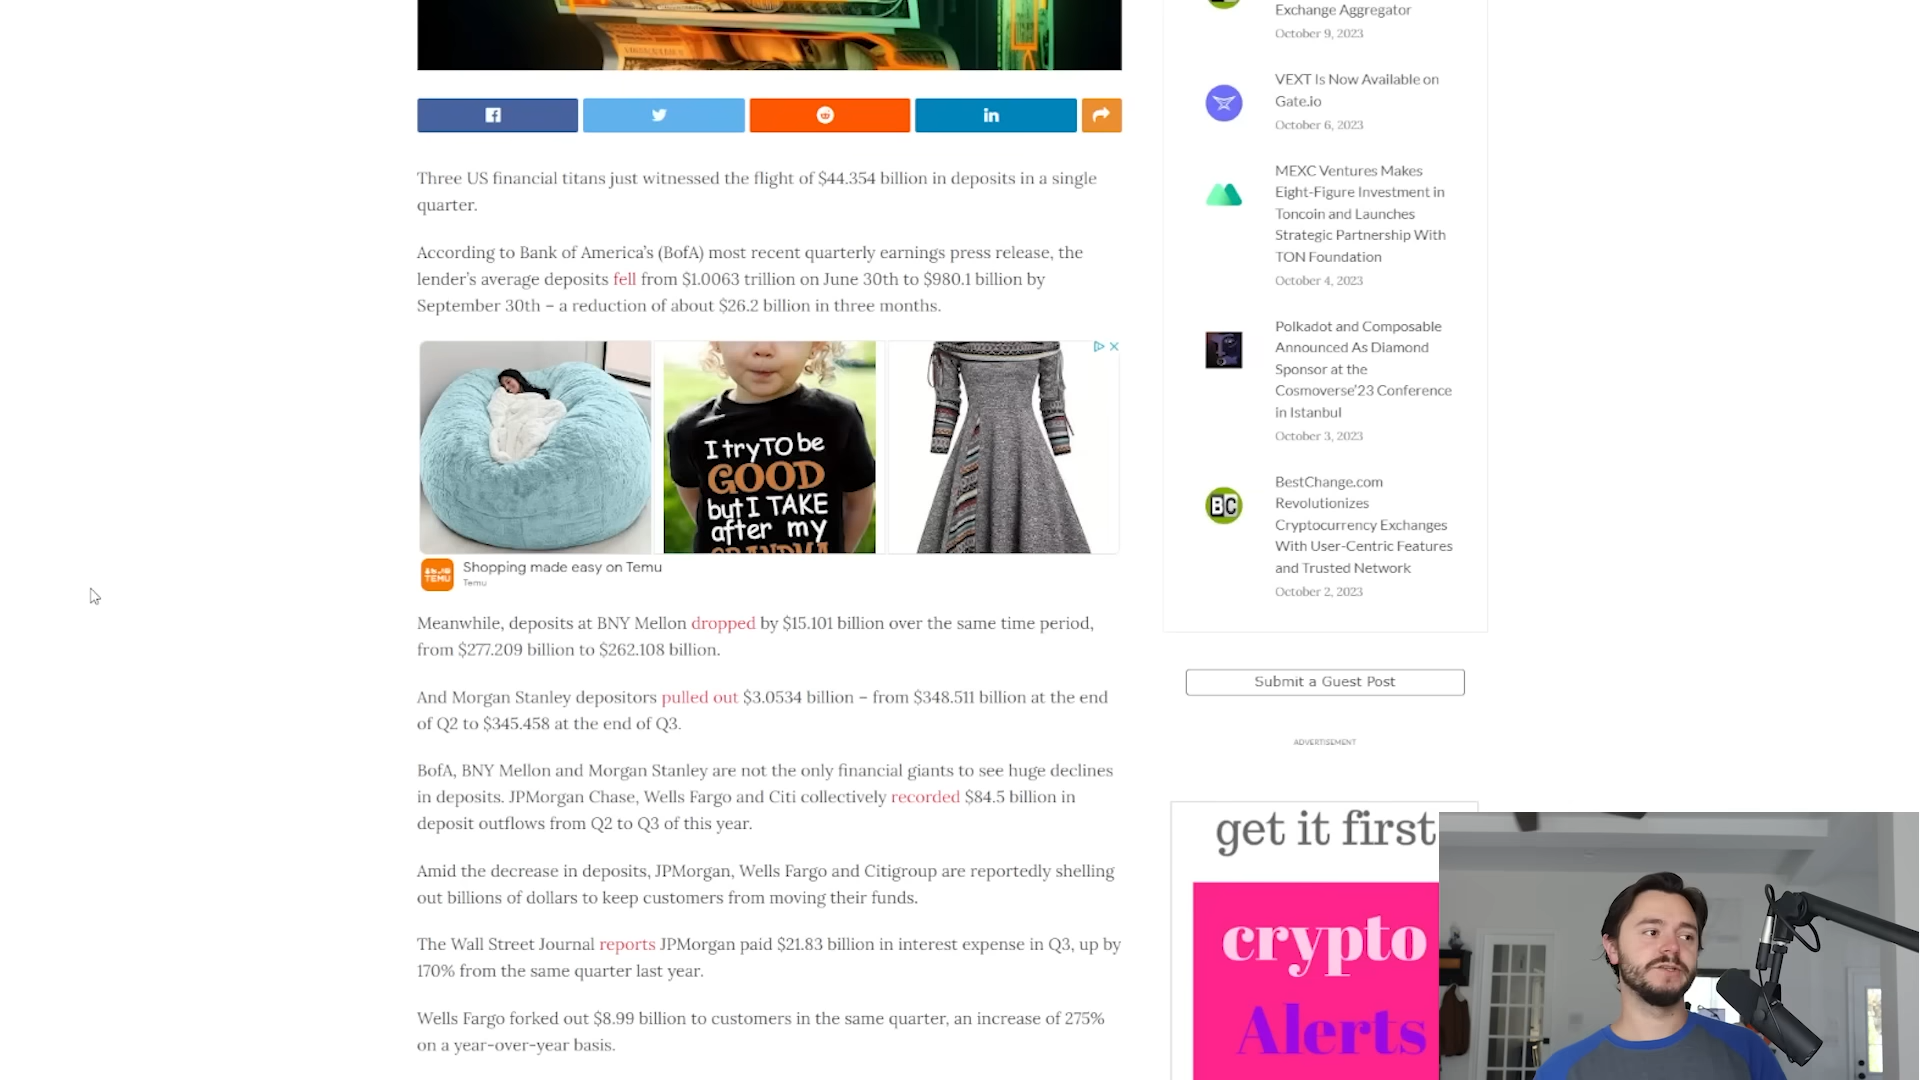 Exchange Aggregator
October 9, 2023
VEXT Is Now Available on
Gate.io
October 6, 2023
MEXC Ventures Makes
Eight-Figure Investment in
Toncoin and Launches
Strategic Partnership With
TON Foundation
October 4, 2023
Polkadot and Composable
Announced As Diamond
Sponsor at the
Cosmoverse'23 Conference
in Istanbul
October 3, 2023
BC
BestChange.com
Revolutionizes
Cryptocurrency Exchanges
With User-Centric Features
and Trusted Network
October 2, 2023
Submit a Guest Post
ADVERTISEMENT
get it first
crypto
Alerts
Three US financial titans just witnessed the flight of $44.354 billion in deposits in a single
quarter.
According to Bank of America's (BofA) most recent quarterly earnings press release, the
lender's average deposits fell from $1.0063 trillion on June 30th to $980.1 billion by
September 30th – a reduction of about $26.2 billion in three months.
I try TO be
GOOD
but I TAKE
after my
GRANDMA
TEMU
Shopping made easy on Temu
Temu
Meanwhile, deposits at BNY Mellon dropped by $15.101 billion over the same time period,
from $277.209 billion to $262.108 billion.
And Morgan Stanley depositors pulled out $3.0534 billion – from $348.511 billion at the end
of Q2 to $345.458 at the end of Q3.
BofA, BNY Mellon and Morgan Stanley are not the only financial giants to see huge declines
in deposits. JPMorgan Chase, Wells Fargo and Citi collectively recorded $84.5 billion in
deposit outflows from Q2 to Q3 of this year.
Amid the decrease in deposits, JPMorgan, Wells Fargo and Citigroup are reportedly shelling
out billions of dollars to keep customers from moving their funds.
The Wall Street Journal reports JPMorgan paid $21.83 billion in interest expense in Q3, up by
170% from the same quarter last year.
Wells Fargo forked out $8.99 billion to customers in the same quarter, an increase of 275%
on a year-over-year basis.